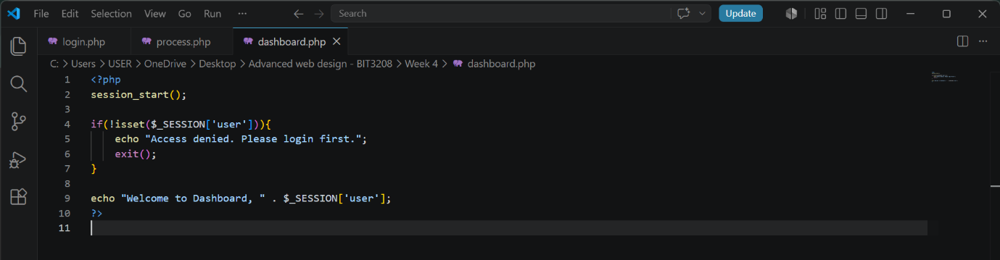 File Edit Selection View Go Run ··· Search Update
login.php process.php dashboard.php
C: > Users > USER > OneDrive > Desktop > Advanced web design - BIT3208 > Week 4 > dashboard.php
1 <?php
2 session_start();
3
4 if(!isset($_SESSION['user'])){
5     echo "Access denied. Please login first.";
6     exit();
7 }
8
9 echo "Welcome to Dashboard, " . $_SESSION['user'];
10 ?>
11